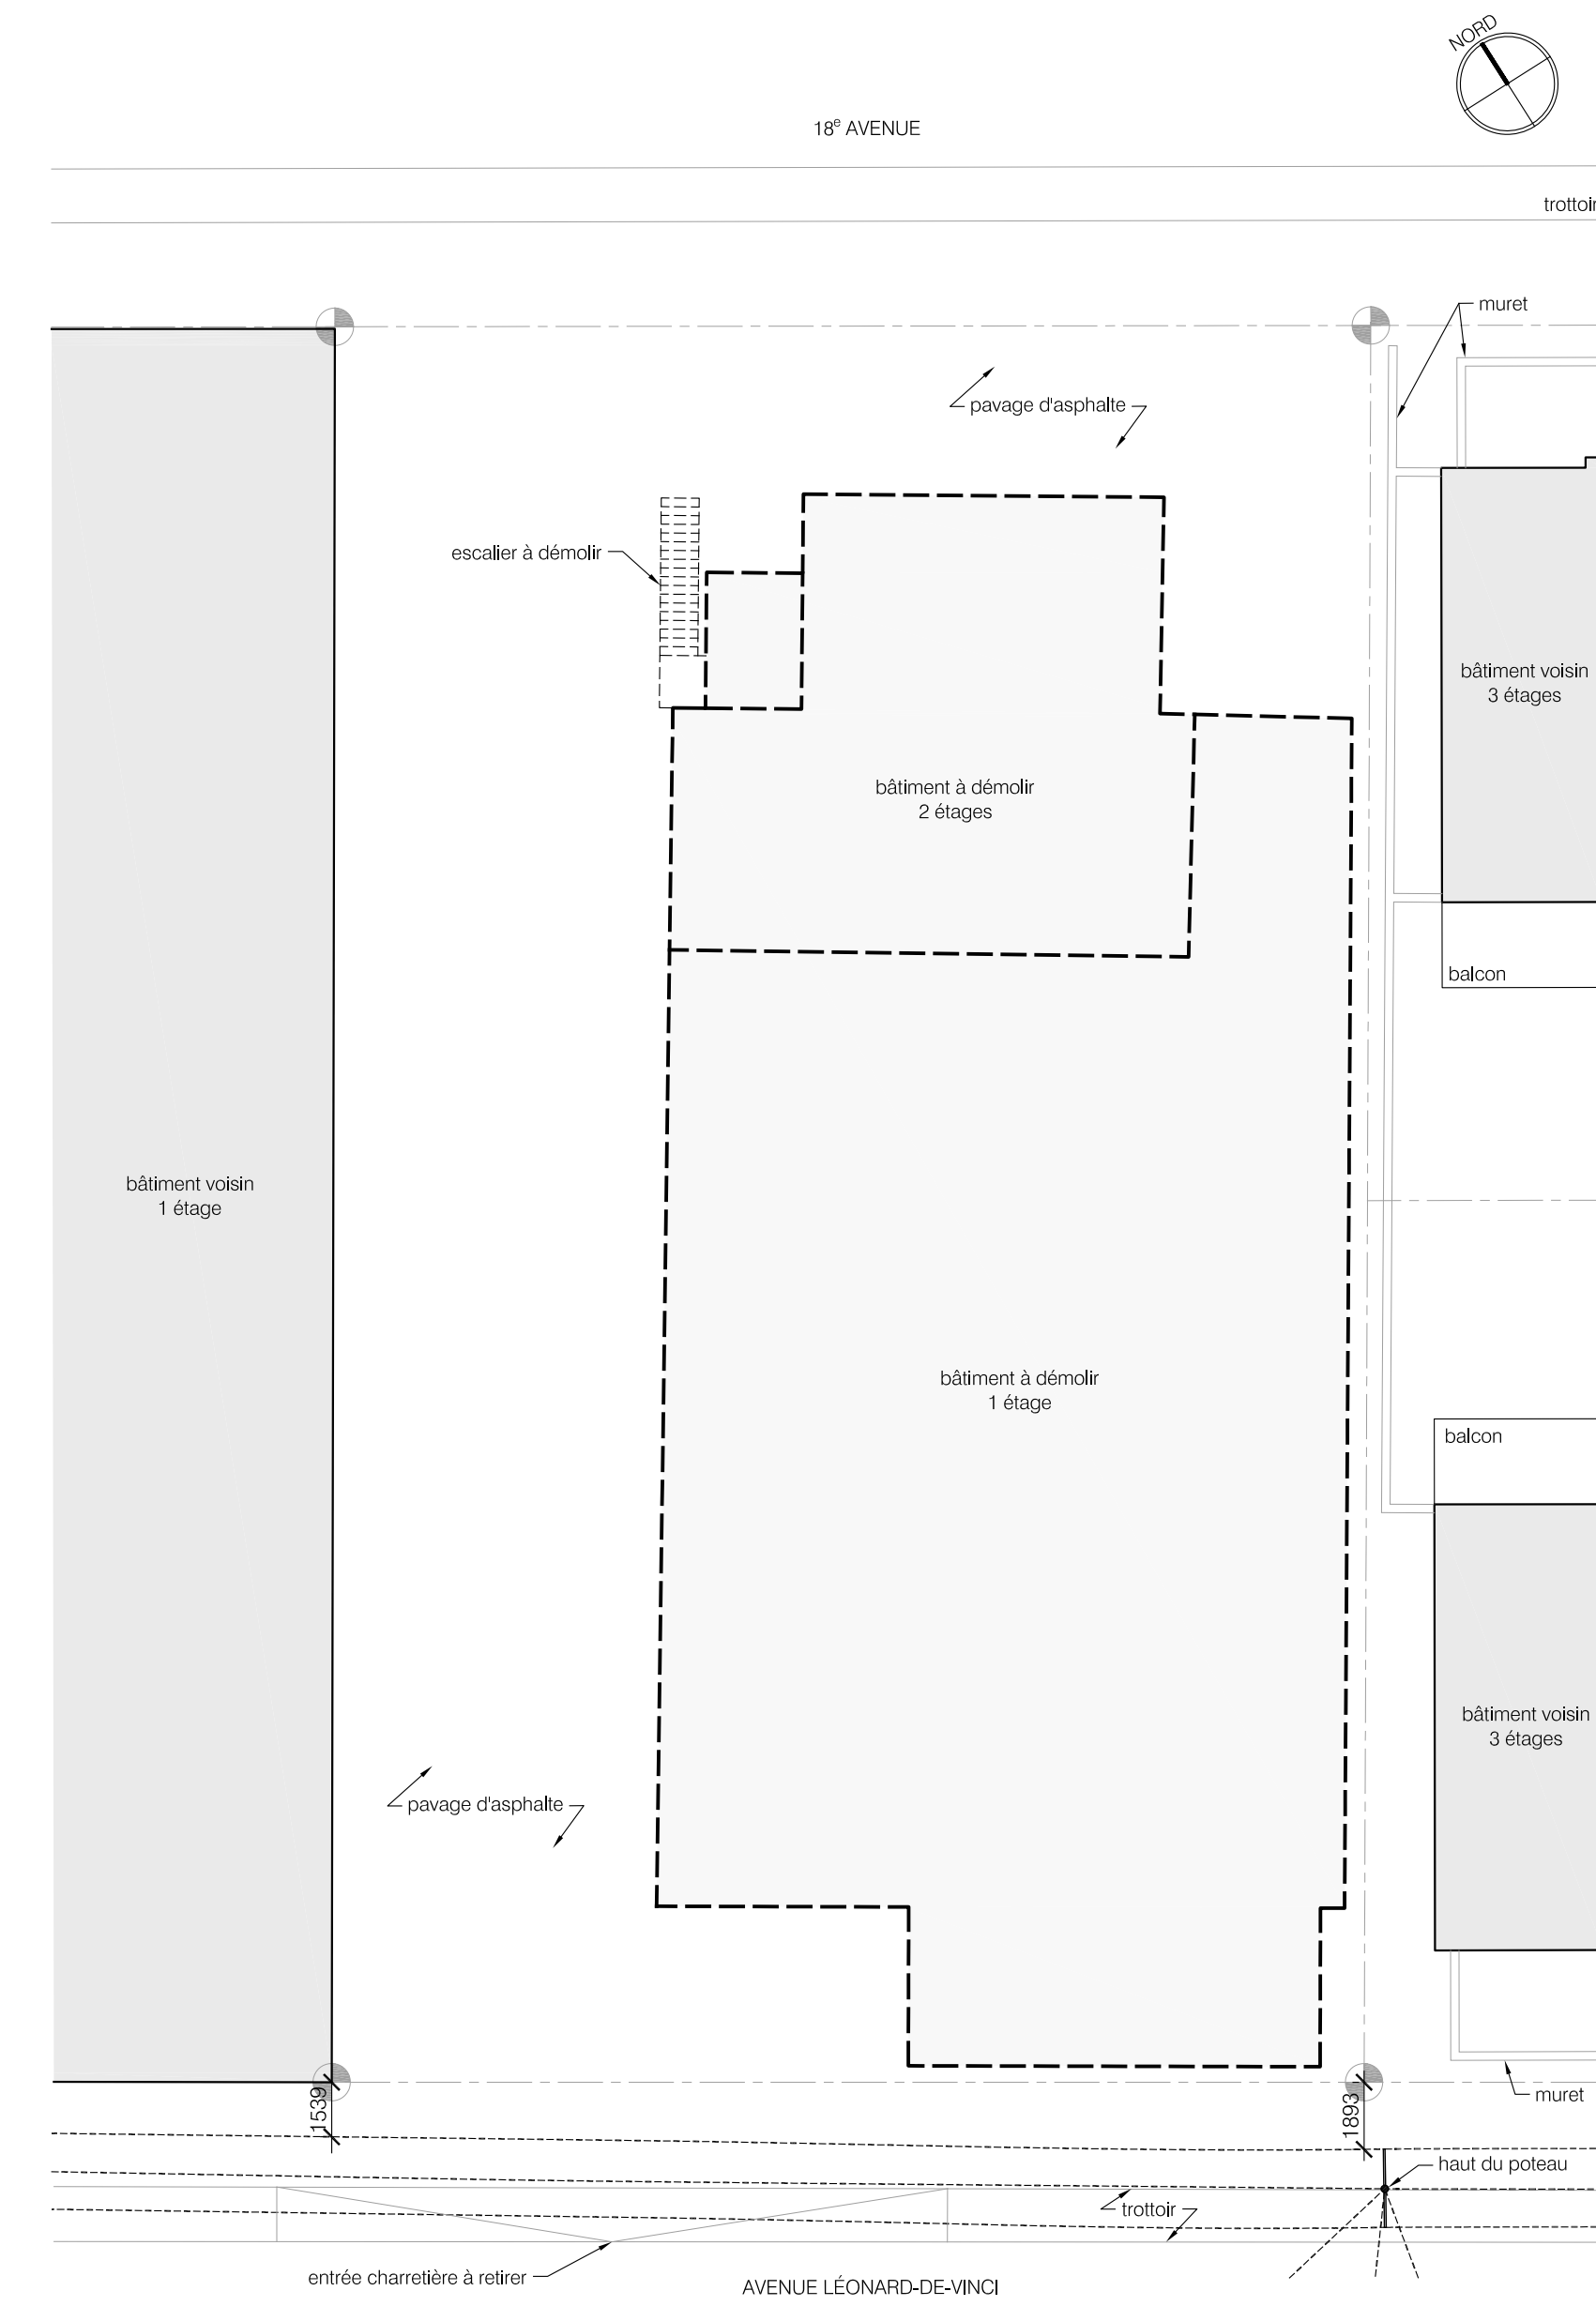 NORD
18e AVENUE
trottoir
muret
pavage d'asphalte
escalier à démolir
bâtiment voisin
3 étages
bâtiment à démolir
2 étages
balcon
bâtiment voisin
1 étage
bâtiment à démolir
1 étage
balcon
bâtiment voisin
3 étages
pavage d'asphalte
1539
1893
muret
haut du poteau
trottoir
entrée charretière à retirer
AVENUE LÉONARD-DE-VINCI